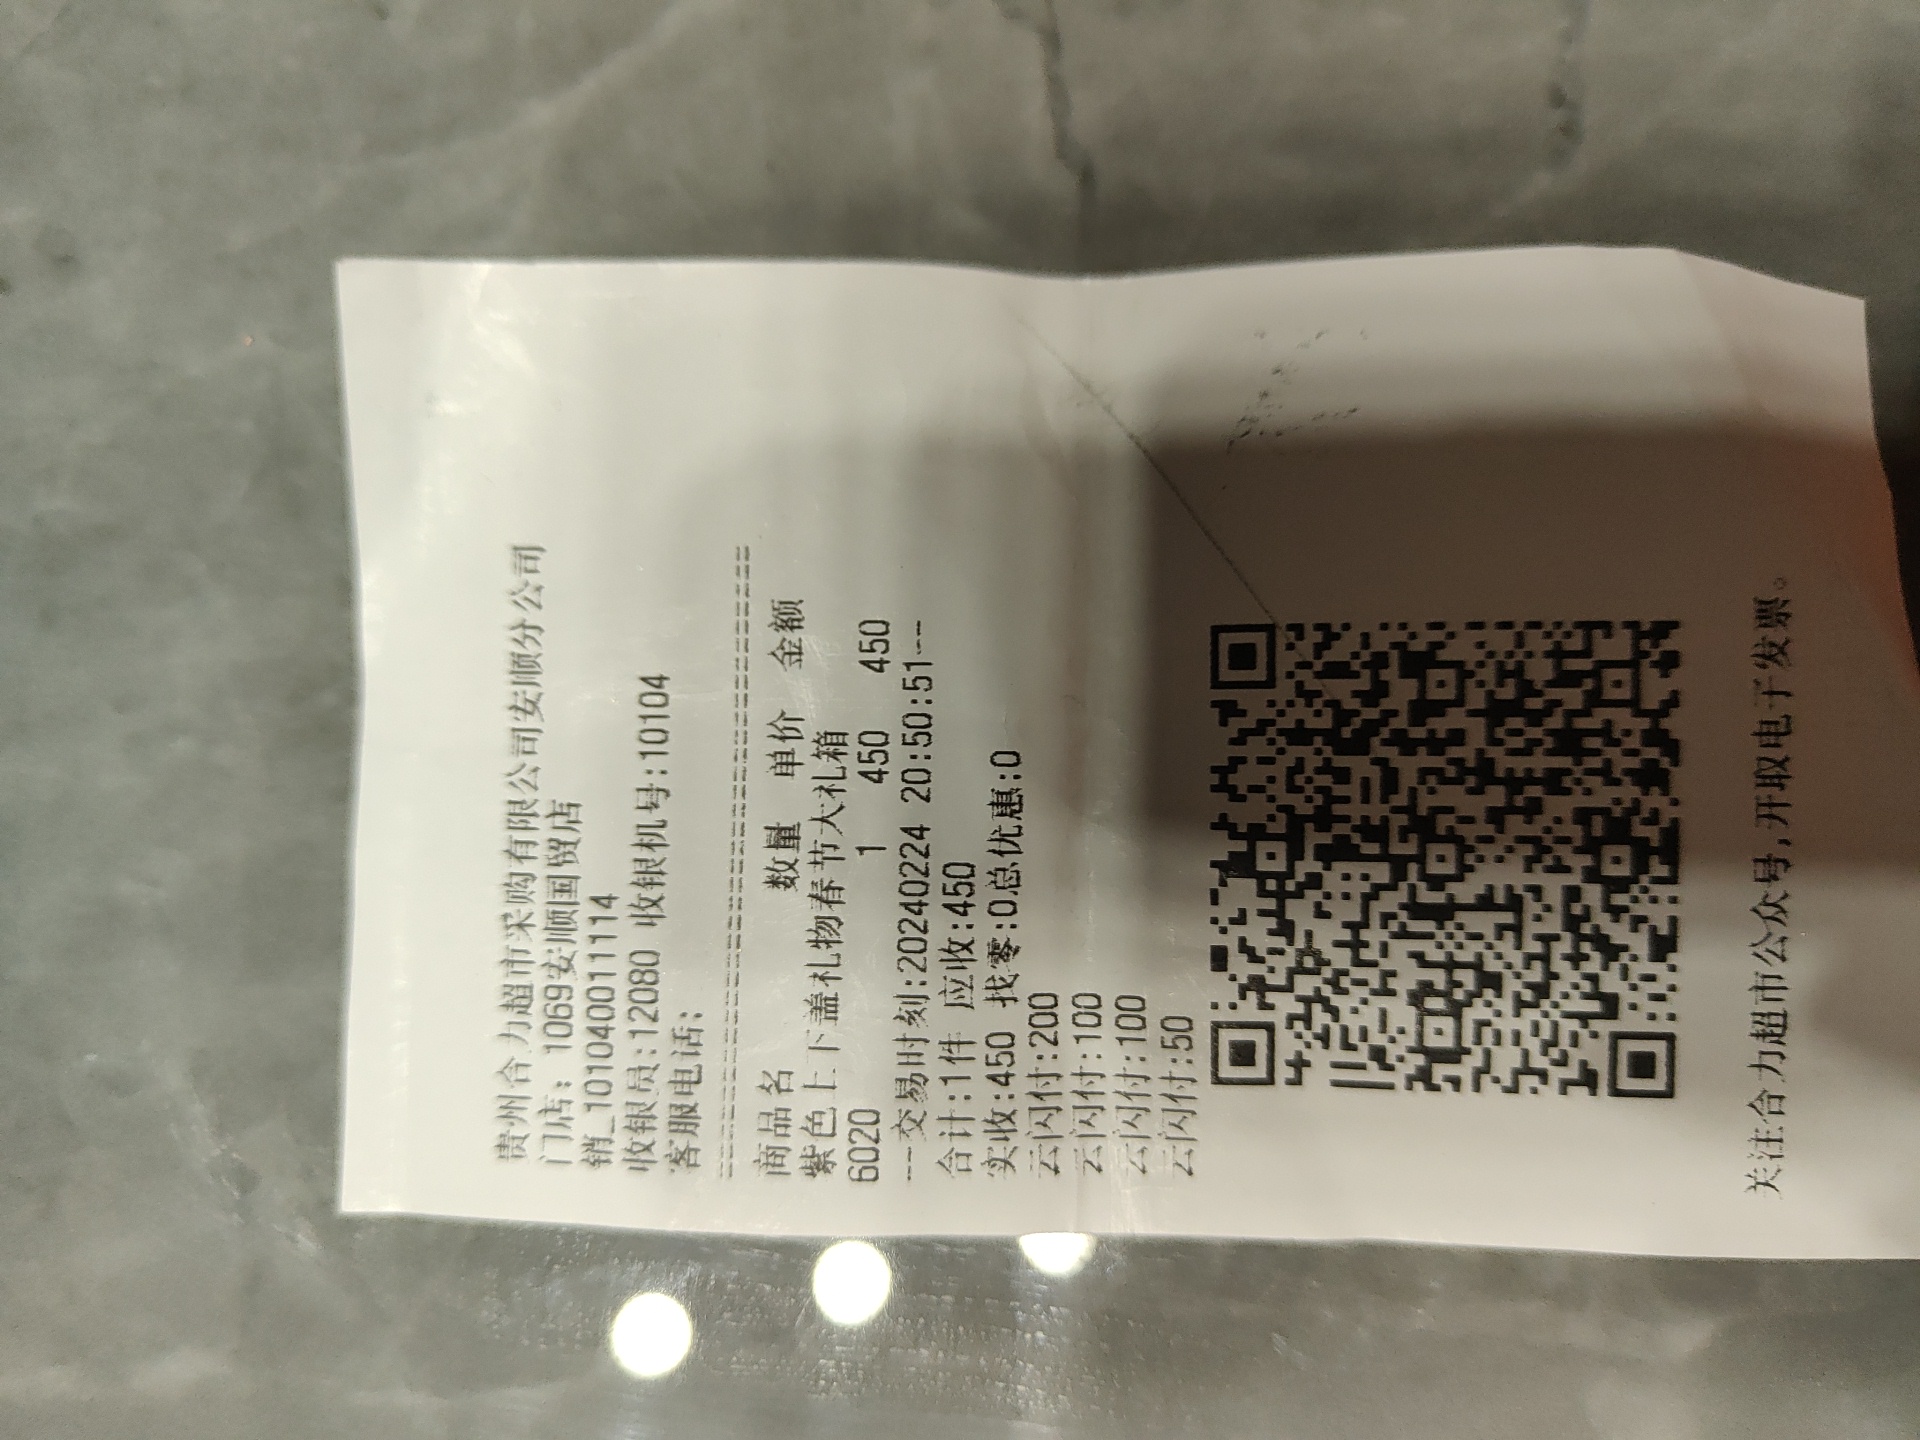 贵州合力超市采购有限公司安顺分公司
门店: 1069安顺国贸店
销_101040011114
收银员:12080 收银机号:10104
客服电话:
商品名 数量 单价 金额
紫色上下盖礼物春节大礼箱
6020 1 450 450
--交易时刻:20240224 20:50:51--
合计:1件 应收:450
实收:450 找零:0总优惠:0
云闪付:200
云闪付:100
云闪付:100
云闪付:50
关注合力超市公众号,开取电子发票。